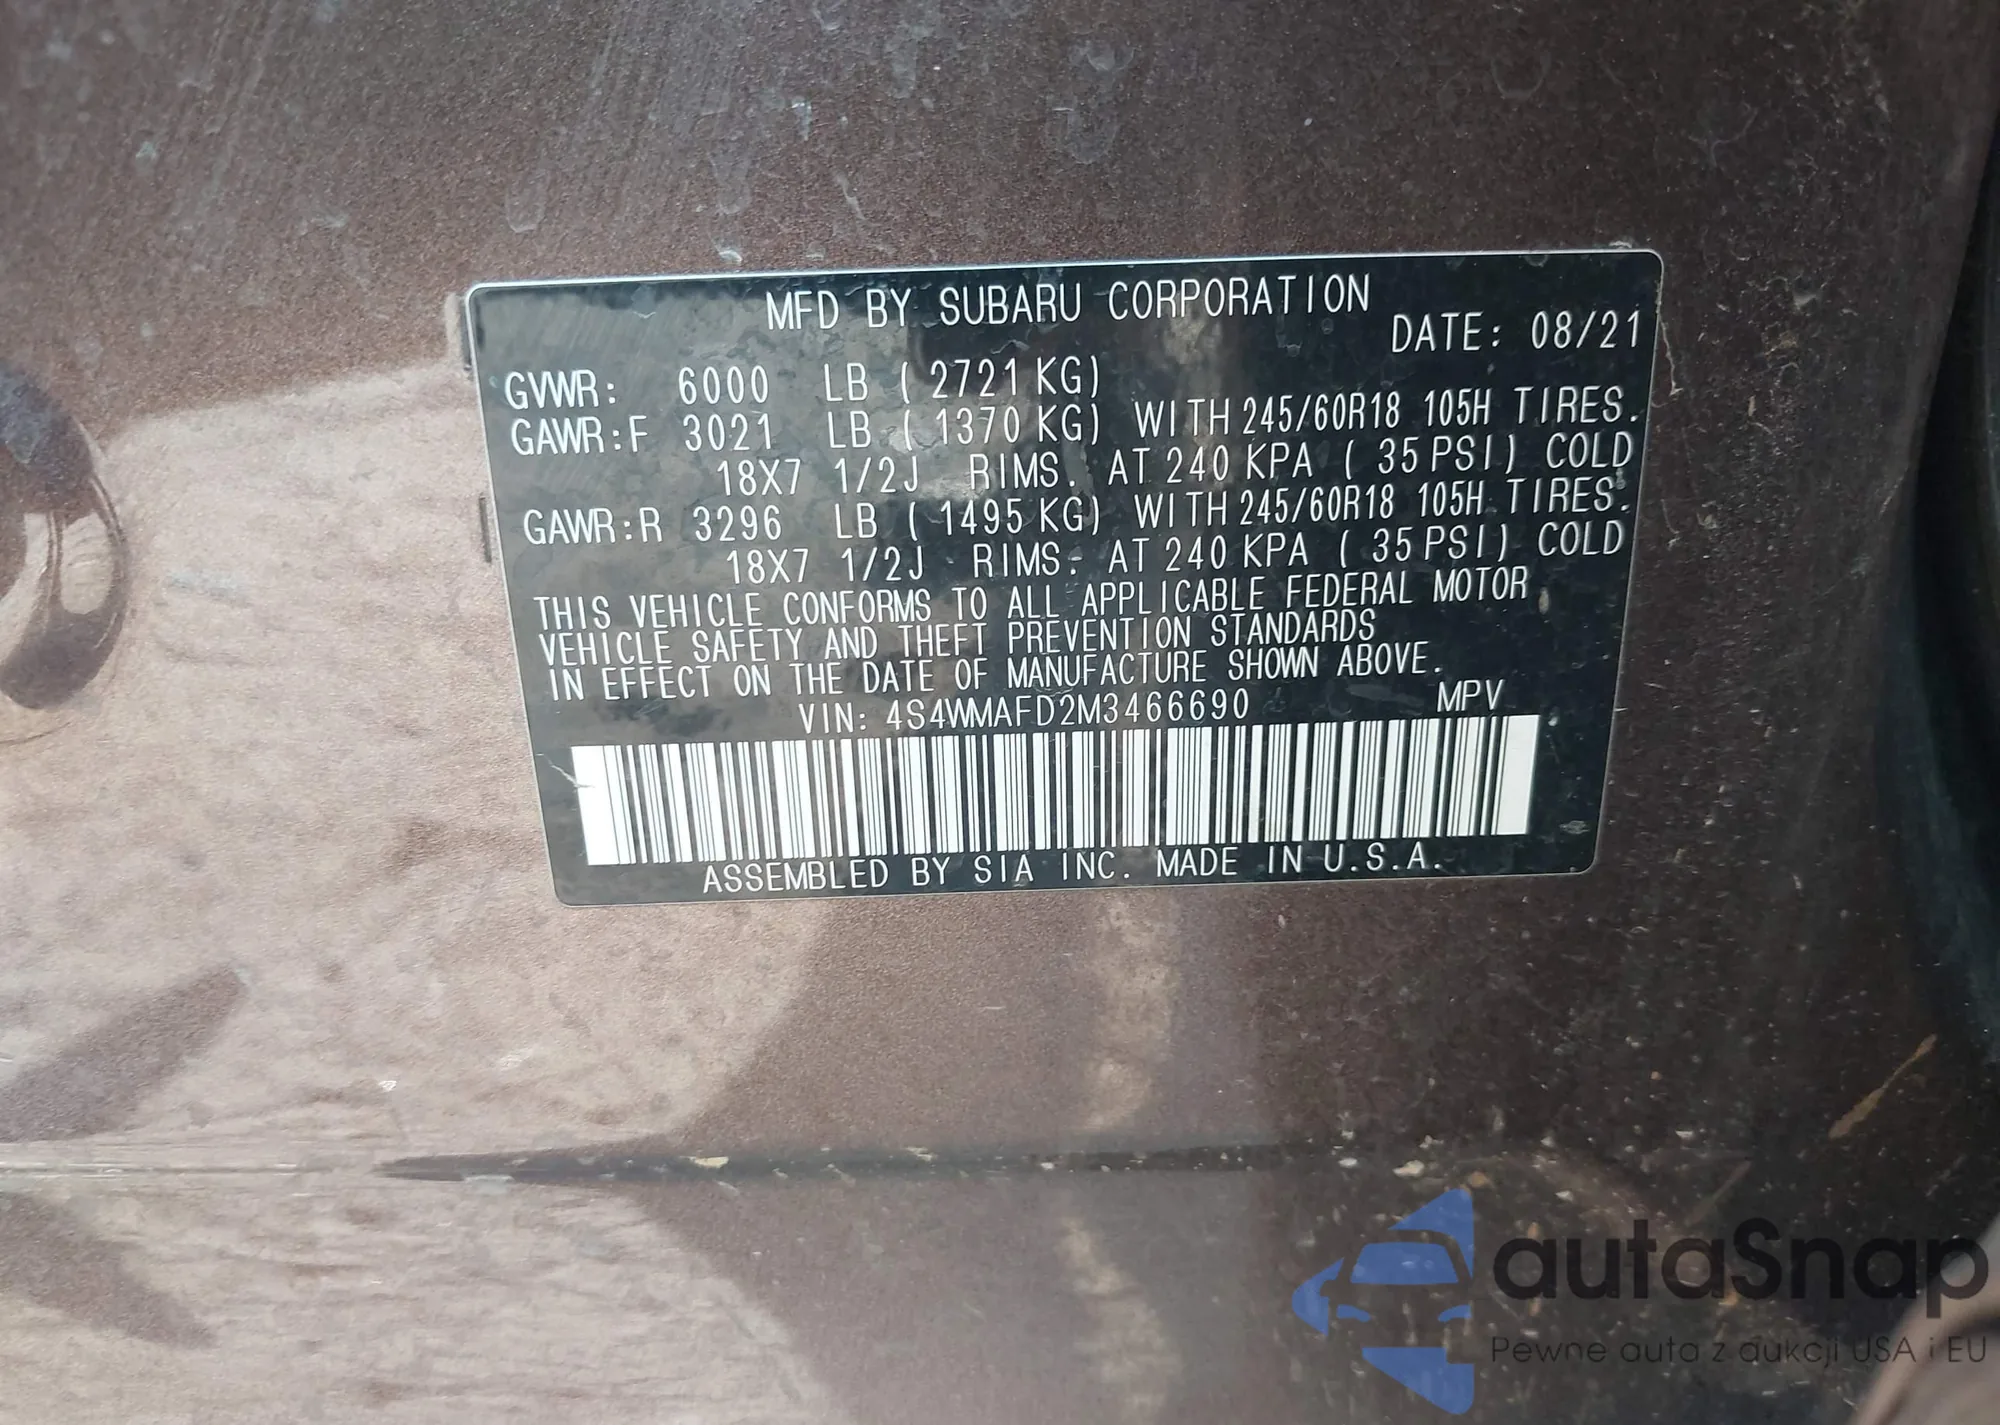 MFD BY SUBARU CORPORATION
DATE: 08/21
GVWR: 6000 LB ( 2721 KG)
GAWR:F 3021 LB ( 1370 KG) WITH 245/60R18 105H TIRES.
18X7 1/2J RIMS. AT 240 KPA ( 35 PSI) COLD
GAWR:R 3296 LB ( 1495 KG) WITH 245/60R18 105H TIRES.
18X7 1/2J RIMS. AT 240 KPA ( 35 PSI) COLD
THIS VEHICLE CONFORMS TO ALL APPLICABLE FEDERAL MOTOR
VEHICLE SAFETY AND THEFT PREVENTION STANDARDS
IN EFFECT ON THE DATE OF MANUFACTURE SHOWN ABOVE.
VIN: 4S4WMAFD2M3466690 MPV
ASSEMBLED BY SIA INC. MADE IN U.S.A.
autaSnap
Pewne auta z aukcji USA i EU